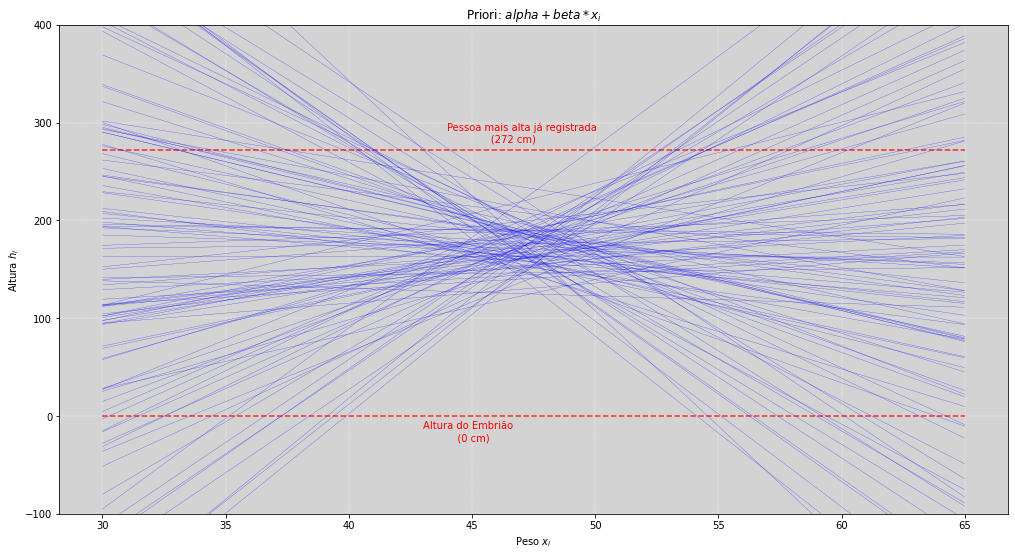 Priori: alpha + beta * x_i
400
300
200
100
0
−100
Altura h_i
Pessoa mais alta já registrada
(272 cm)
Altura do Embrião
(0 cm)
30 35 40 45 50 55 60 65
Peso x_i